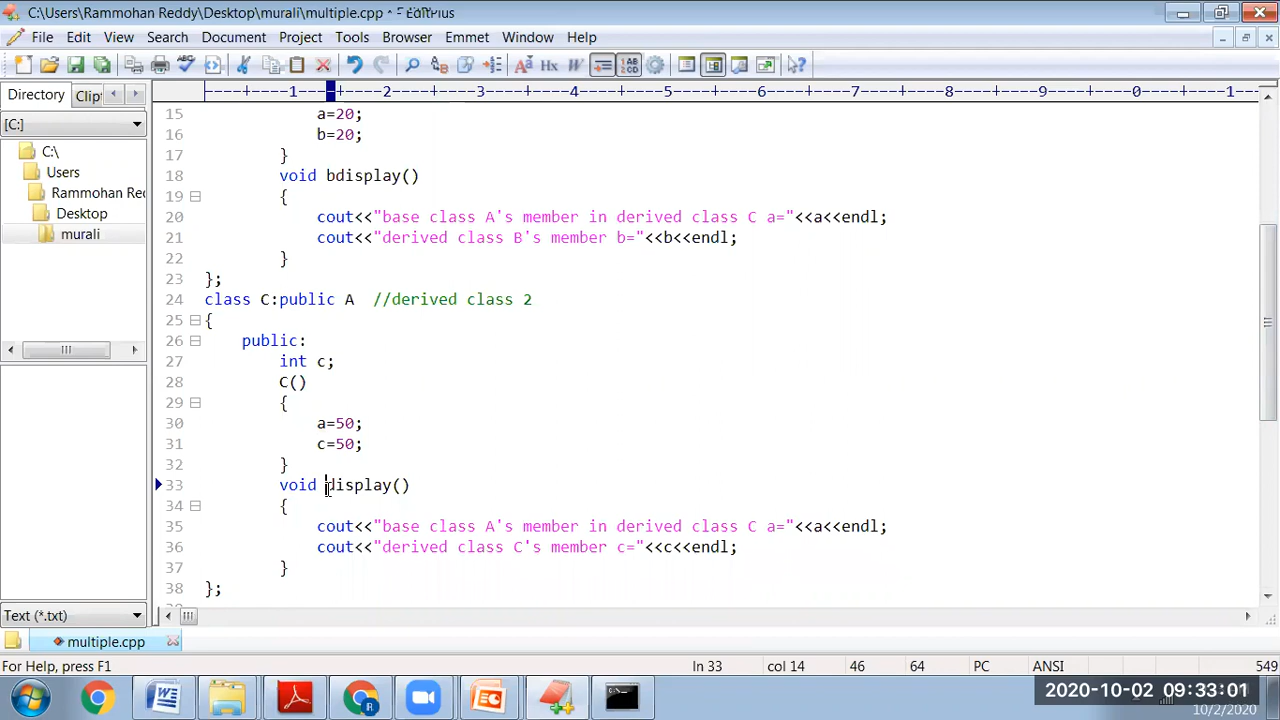 C:\Users\Rammohan Reddy\Desktop\murali\multiple.cpp * - EditPlus
File Edit View Search Document Project Tools Browser Emmet Window Help
Directory Clip
[C:]
C:\
Users
Rammohan Rec
Desktop
murali
Text (*.txt)
15 a=20;
16 b=20;
17 }
18 void bdisplay()
19 {
20 cout<<"base class A's member in derived class C a="<<a<<endl;
21 cout<<"derived class B's member b="<<b<<endl;
22 }
23 };
24 class C:public A //derived class 2
25 {
26 public:
27 int c;
28 C()
29 {
30 a=50;
31 c=50;
32 }
33 void display()
34 {
35 cout<<"base class A's member in derived class C a="<<a<<endl;
36 cout<<"derived class C's member c="<<c<<endl;
37 }
38 };
multiple.cpp
For Help, press F1 ln 33 col 14 46 64 PC ANSI 549
2020-10-02 09:33:01
10/2/2020